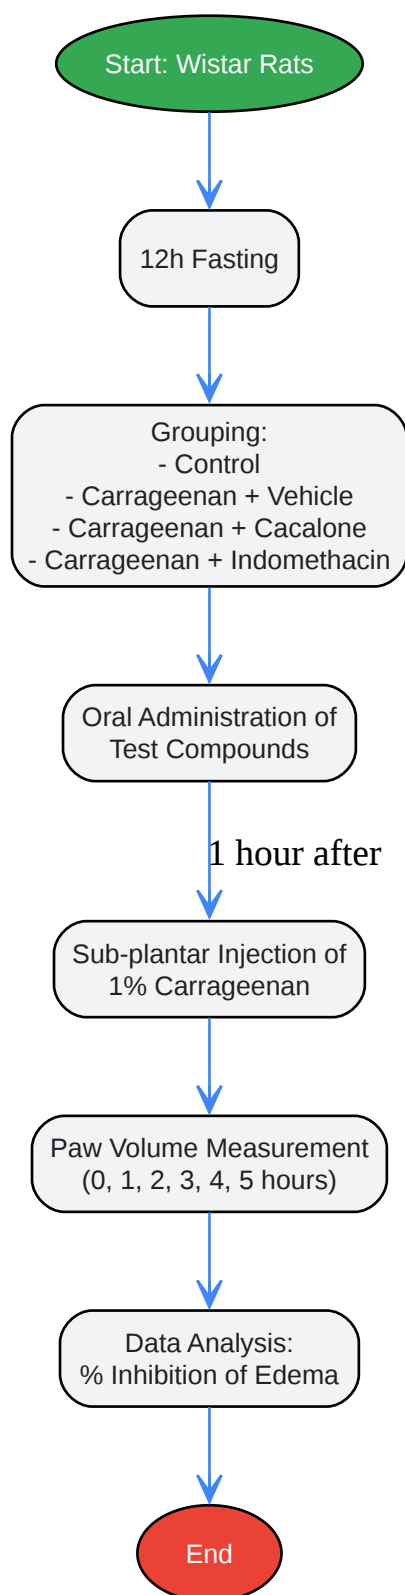 Start: Wistar Rats
12h Fasting
Grouping:
- Control
- Carrageenan + Vehicle
- Carrageenan + Cacalone
- Carrageenan + Indomethacin
Oral Administration of
Test Compounds
1 hour after
Sub-plantar Injection of
1% Carrageenan
Paw Volume Measurement
(0, 1, 2, 3, 4, 5 hours)
Data Analysis:
% Inhibition of Edema
End